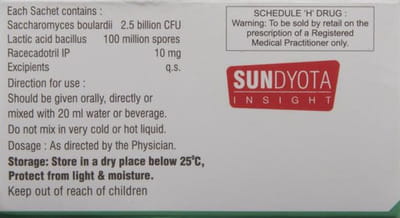 Each Sachet contains :
Saccharomyces boulardii 2.5 billion CFU
Lactic acid bacillus 100 million spores
Racecadotril IP 10 mg
Excipients q.s.
Direction for use :
Should be given orally, directly or
mixed with 20 ml water or beverage.
Do not mix in very cold or hot liquid.
Dosage : As directed by the Physician.
Storage: Store in a dry place below 25°C,
Protect from light & moisture.
Keep out of reach of children
SCHEDULE 'H' DRUG :
Warning: To be sold by retail on the
prescription of a Registered
Medical Practitioner only.
SUNDYOTA
INSIGHT